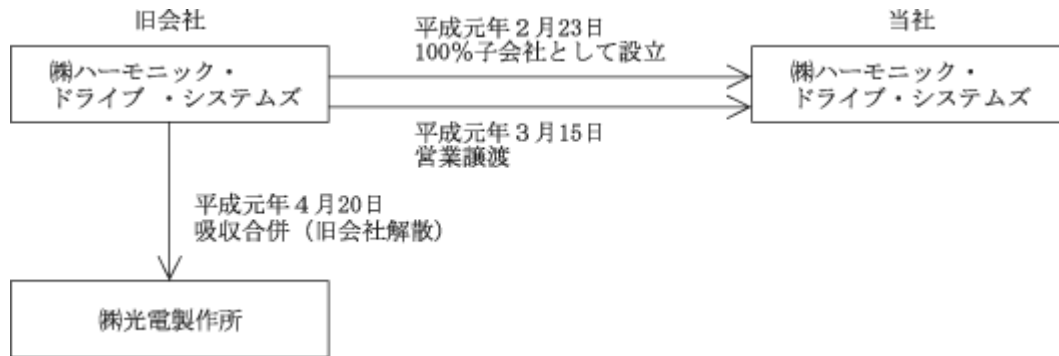 旧会社
平成元年２月23日
100％子会社として設立
当社
㈱ハーモニック・
ドライブ ・システムズ
㈱ハーモニック・
ドライブ・システムズ
平成元年３月15日
営業譲渡
平成元年４月20日
吸収合併（旧会社解散）
㈱光電製作所